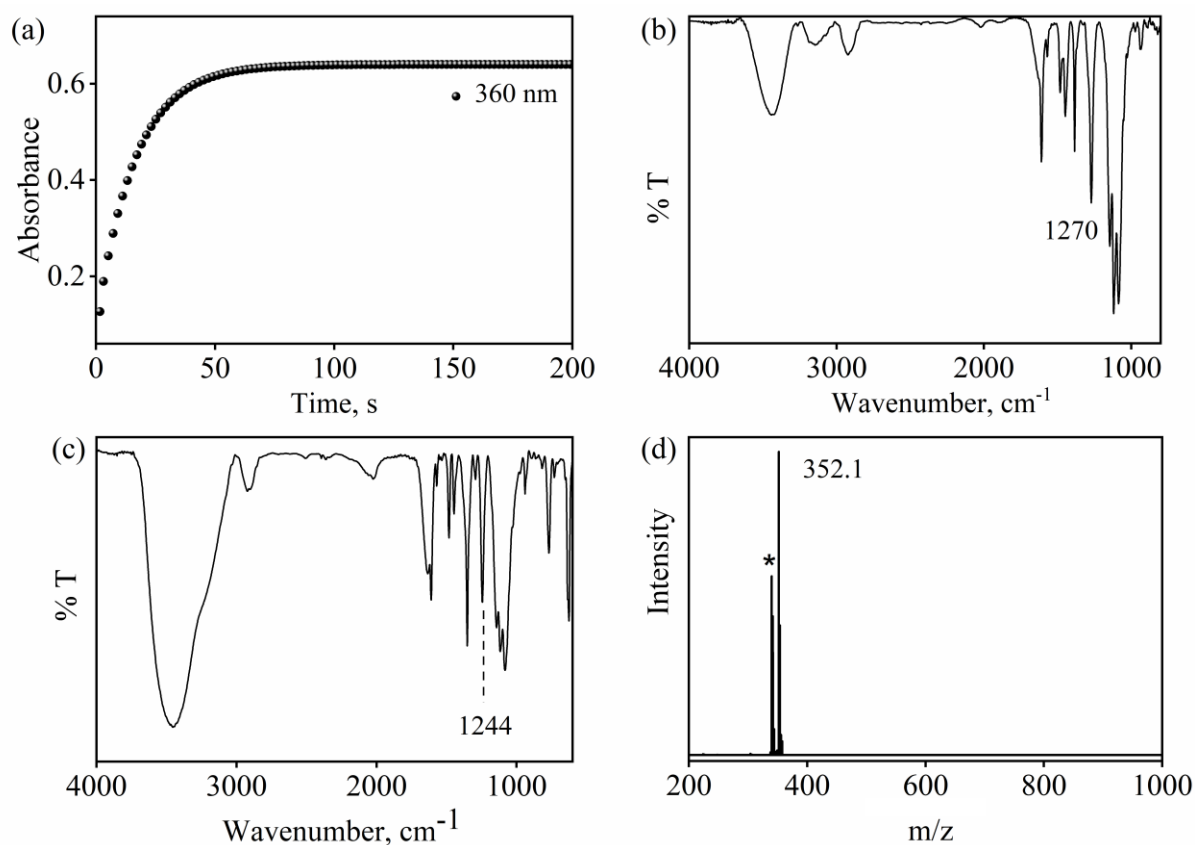 (a)
0.6
0.4
0.2
360 nm
Absorbance
0 50 100 150 200
Time, s
(b)
% T
1270
4000 3000 2000 1000
Wavenumber, cm-1
(c)
% T
1244
4000 3000 2000 1000
Wavenumber, cm-1
(d)
352.1
*
Intensity
200 400 600 800 1000
m/z